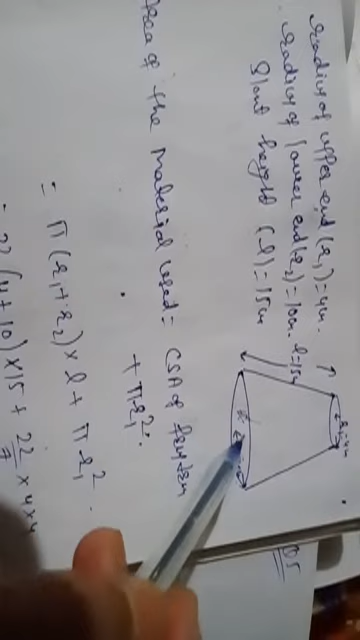 Radius of upper end (r₁) = 4cm.
Radius of lower end (r₂) = 10cm.
Slant height (l) = 15cm
l=15cm
Area of the material used = CSA of frustum
+ πr₁².
= π(r₁+r₂)×l + πr₁².
= 22 (4+10)×15 + 22/7 ×4×4